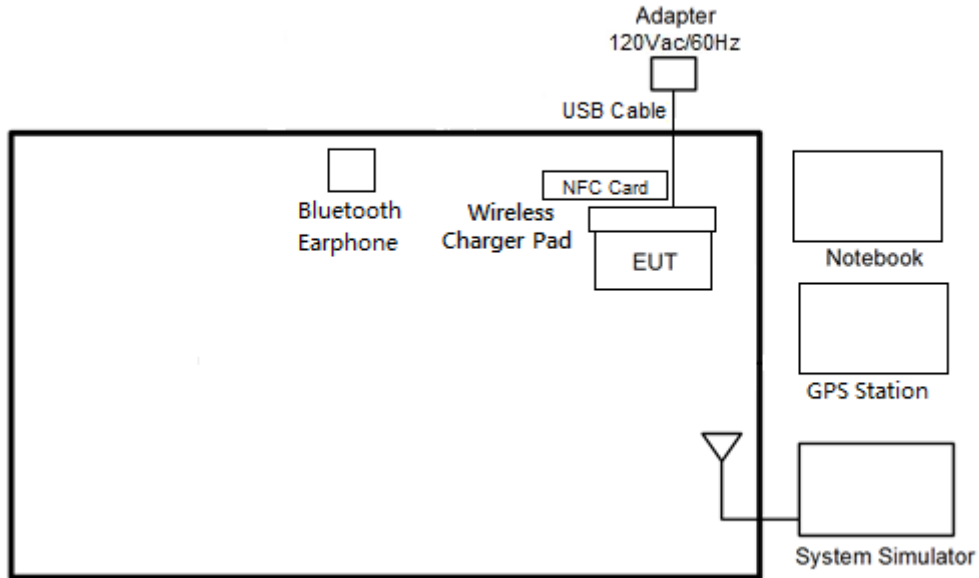 Adapter
120Vac/60Hz
USB Cable
NFC Card
Bluetooth
Earphone
Wireless
Charger Pad
EUT
Notebook
GPS Station
System Simulator